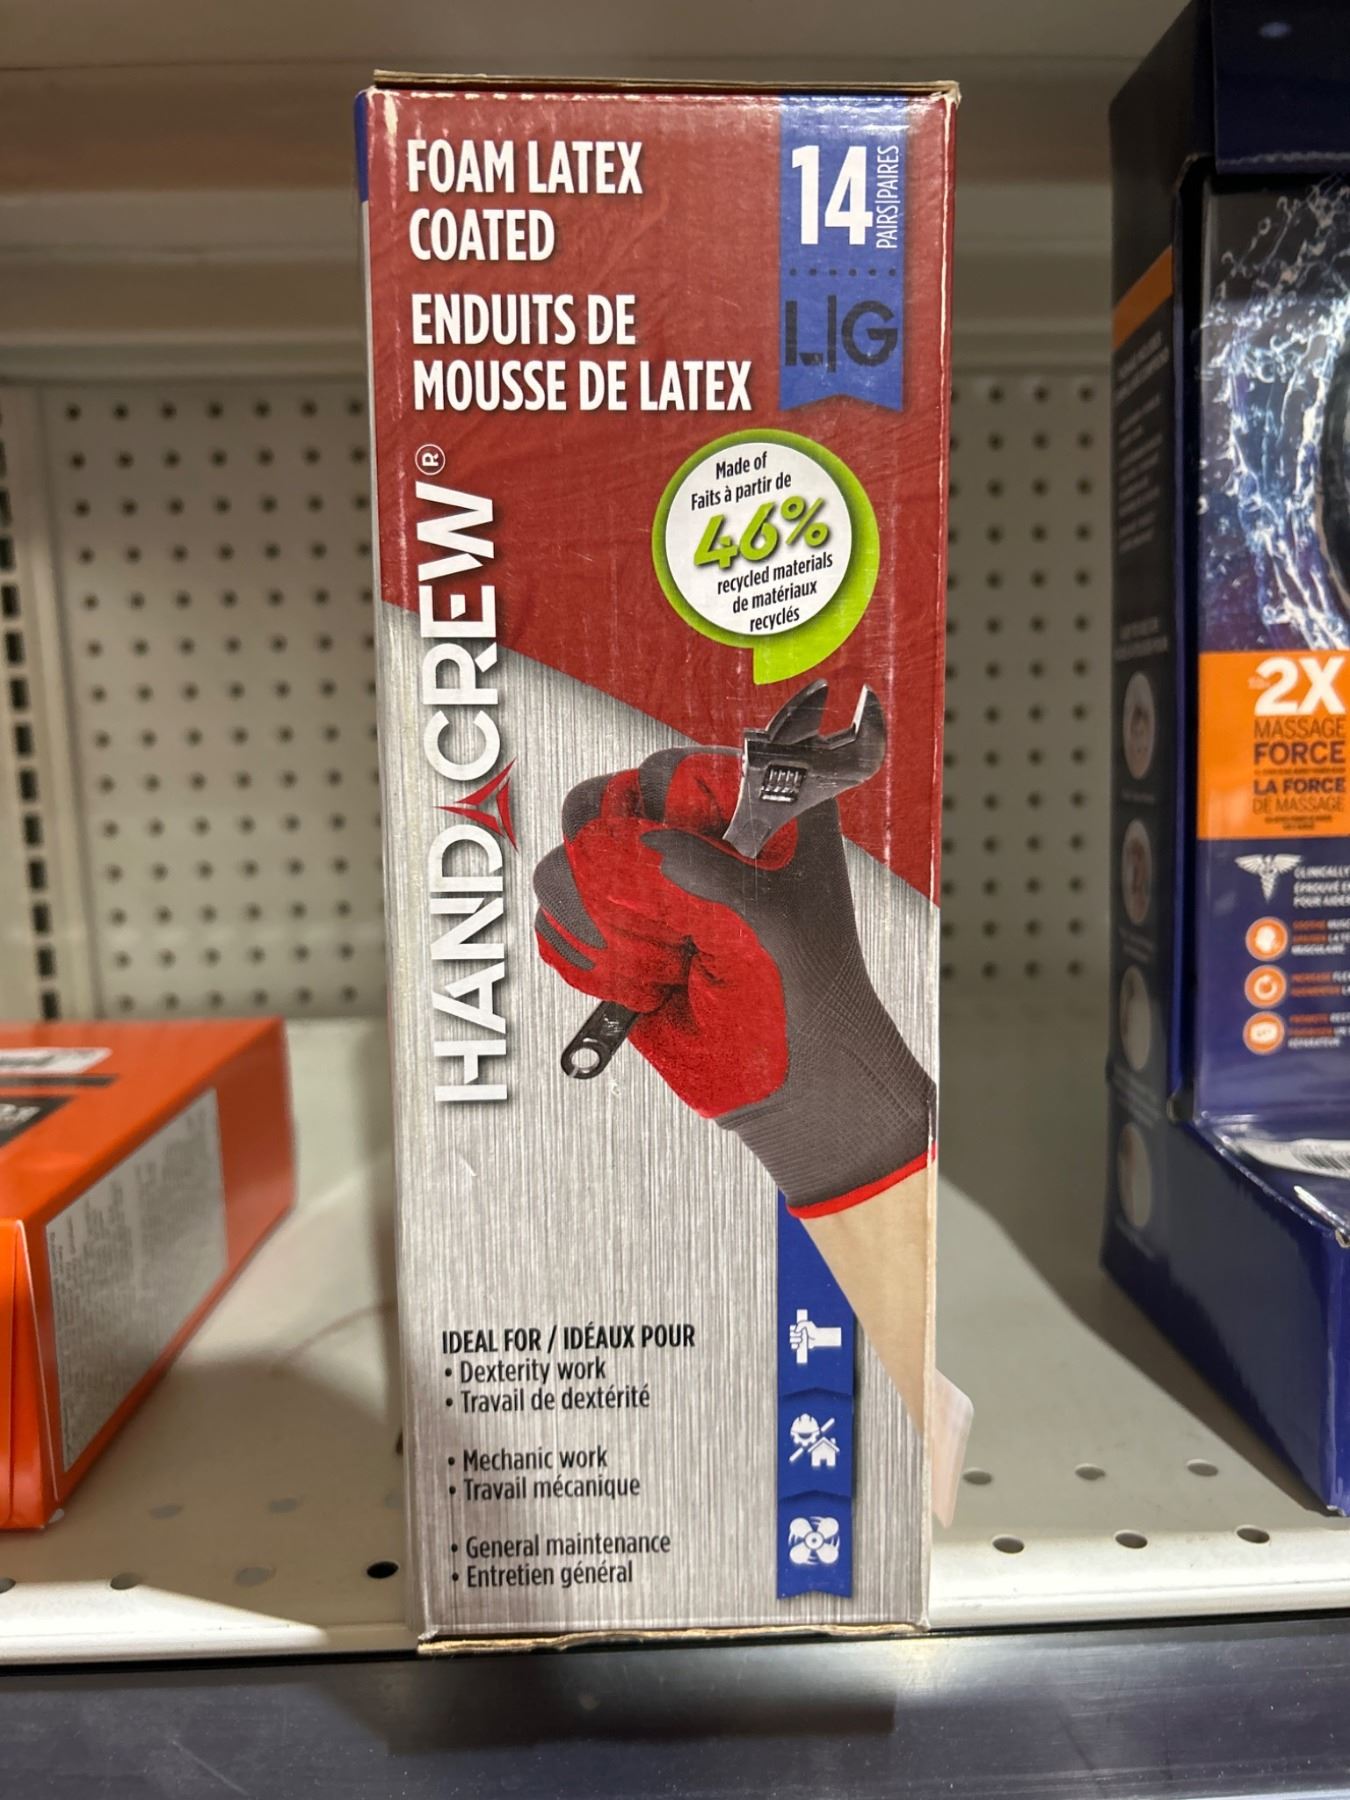 FOAM LATEX
COATED
ENDUITS DE
MOUSSE DE LATEX
14
PAIRS|PAIRES
L|G
Made of
Faits à partir de
46%
recycled materials
de matériaux
recyclés
HANDCREW®
IDEAL FOR / IDÉAUX POUR
• Dexterity work
• Travail de dextérité
• Mechanic work
• Travail mécanique
• General maintenance
• Entretien général
2X
MASSAGE
FORCE
LA FORCE
DE MASSAGE
CLINICALLY